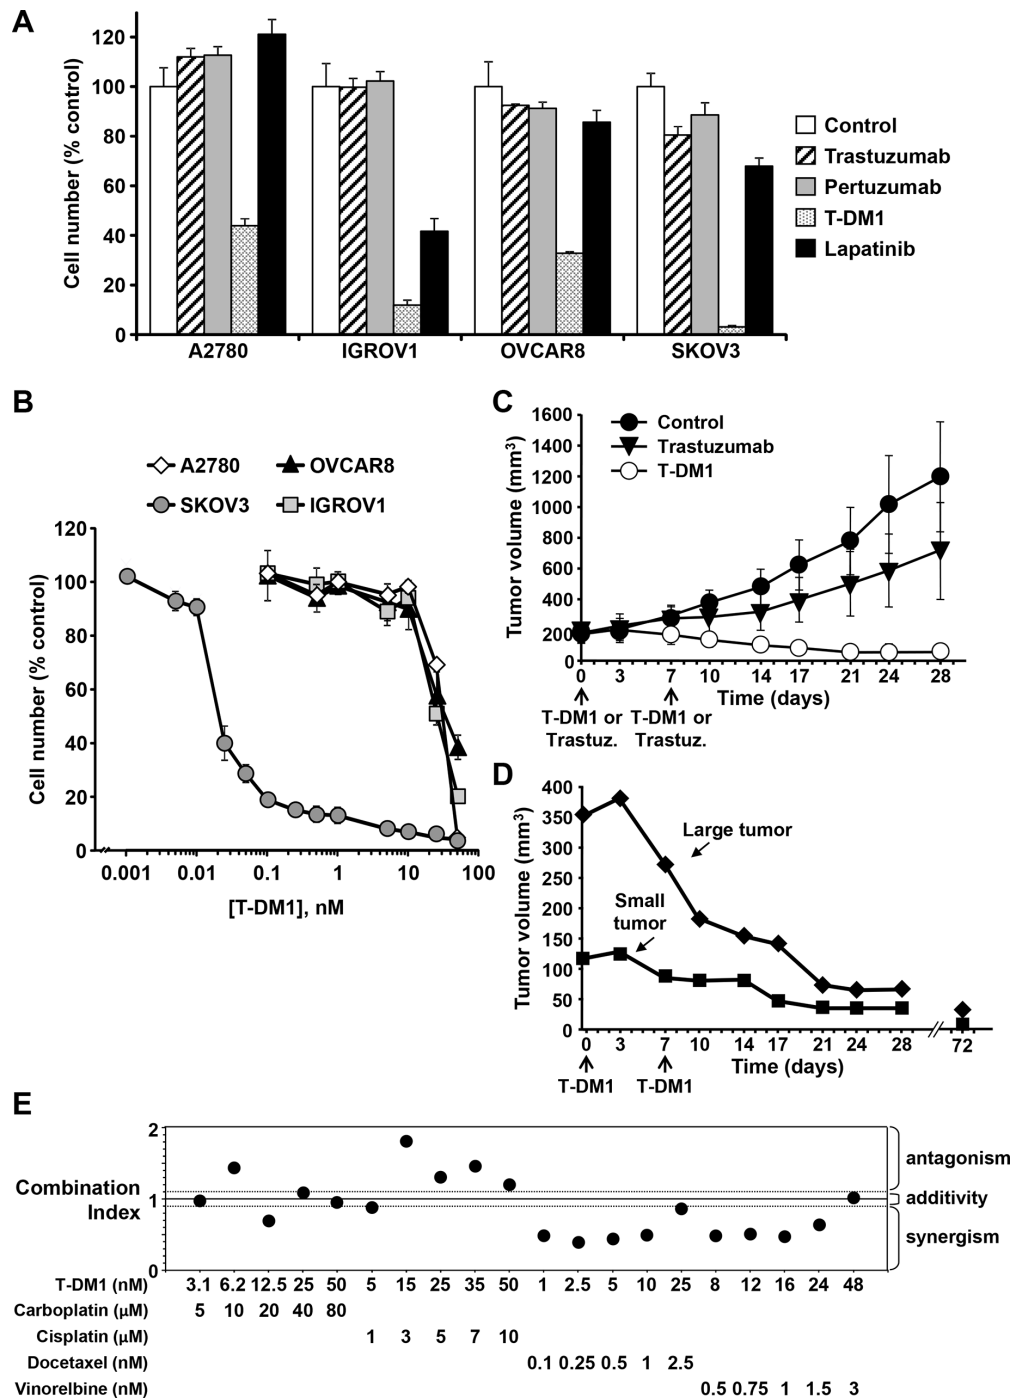 A
Cell number (% control)
120
100
80
60
40
20
0
A2780 IGROV1 OVCAR8 SKOV3
Control
Trastuzumab
Pertuzumab
T-DM1
Lapatinib
B
A2780 OVCAR8
SKOV3 IGROV1
Cell number (% control)
120
100
80
60
40
20
0
0.001 0.01 0.1 1 10 100
[T-DM1], nM
C
Tumor volume (mm³)
1600
1400
1200
1000
800
600
400
200
0
Control
Trastuzumab
T-DM1
0 3 7 10 14 17 21 24 28
Time (days)
T-DM1 or T-DM1 or
Trastuz. Trastuz.
D
Tumor volume (mm³)
400
350
300
250
200
150
100
50
0
Large tumor
Small
tumor
0 3 7 10 14 17 21 24 28 72
Time (days)
T-DM1 T-DM1
E
2
1
0
Combination
Index
antagonism
additivity
synergism
T-DM1 (nM) 3.1 6.2 12.5 25 50 5 15 25 35 50 1 2.5 5 10 25 8 12 16 24 48
Carboplatin (µM) 5 10 20 40 80
Cisplatin (µM) 1 3 5 7 10
Docetaxel (nM) 0.1 0.25 0.5 1 2.5
Vinorelbine (nM) 0.5 0.75 1 1.5 3